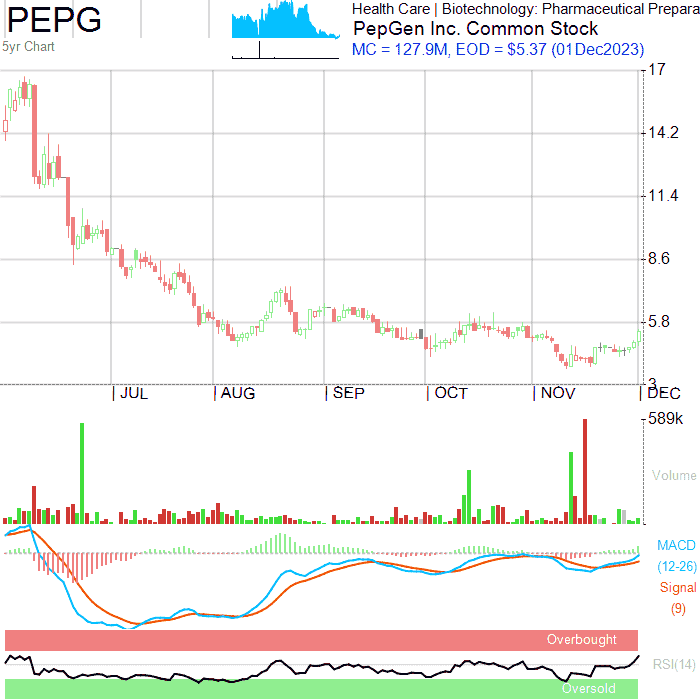 PEPG
5yr Chart
Health Care | Biotechnology: Pharmaceutical Prepara
PepGen Inc. Common Stock
MC = 127.9M, EOD = $5.37 (01Dec2023)
17
14.2
11.4
8.6
5.8
3
JUL
AUG
SEP
OCT
NOV
DEC
589k
Volume
MACD
(12-26)
Signal
(9)
Overbought
RSI(14)
Oversold